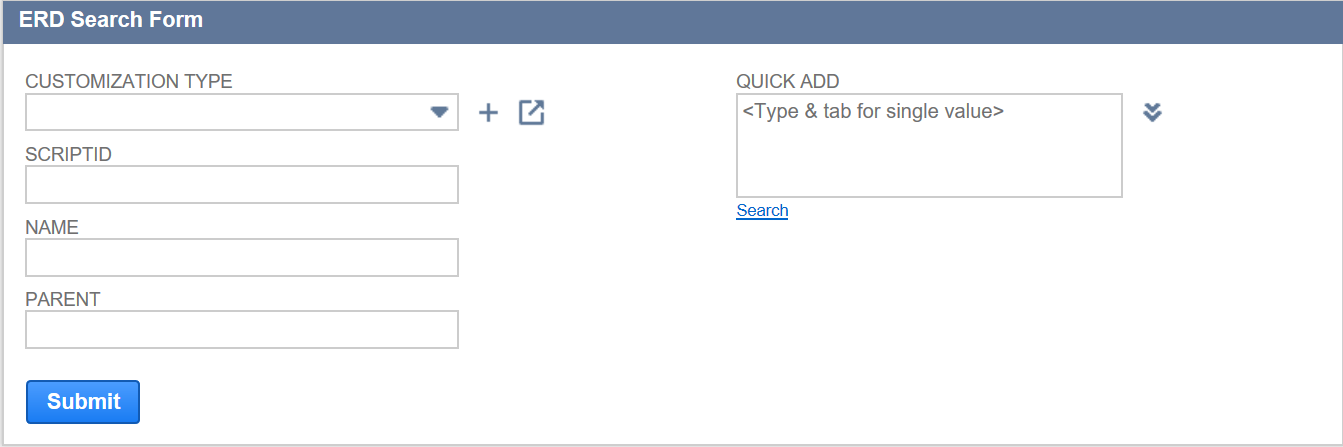 ERD Search Form
CUSTOMIZATION TYPE
SCRIPTID
NAME
PARENT
Submit
QUICK ADD
<Type & tab for single value>
Search